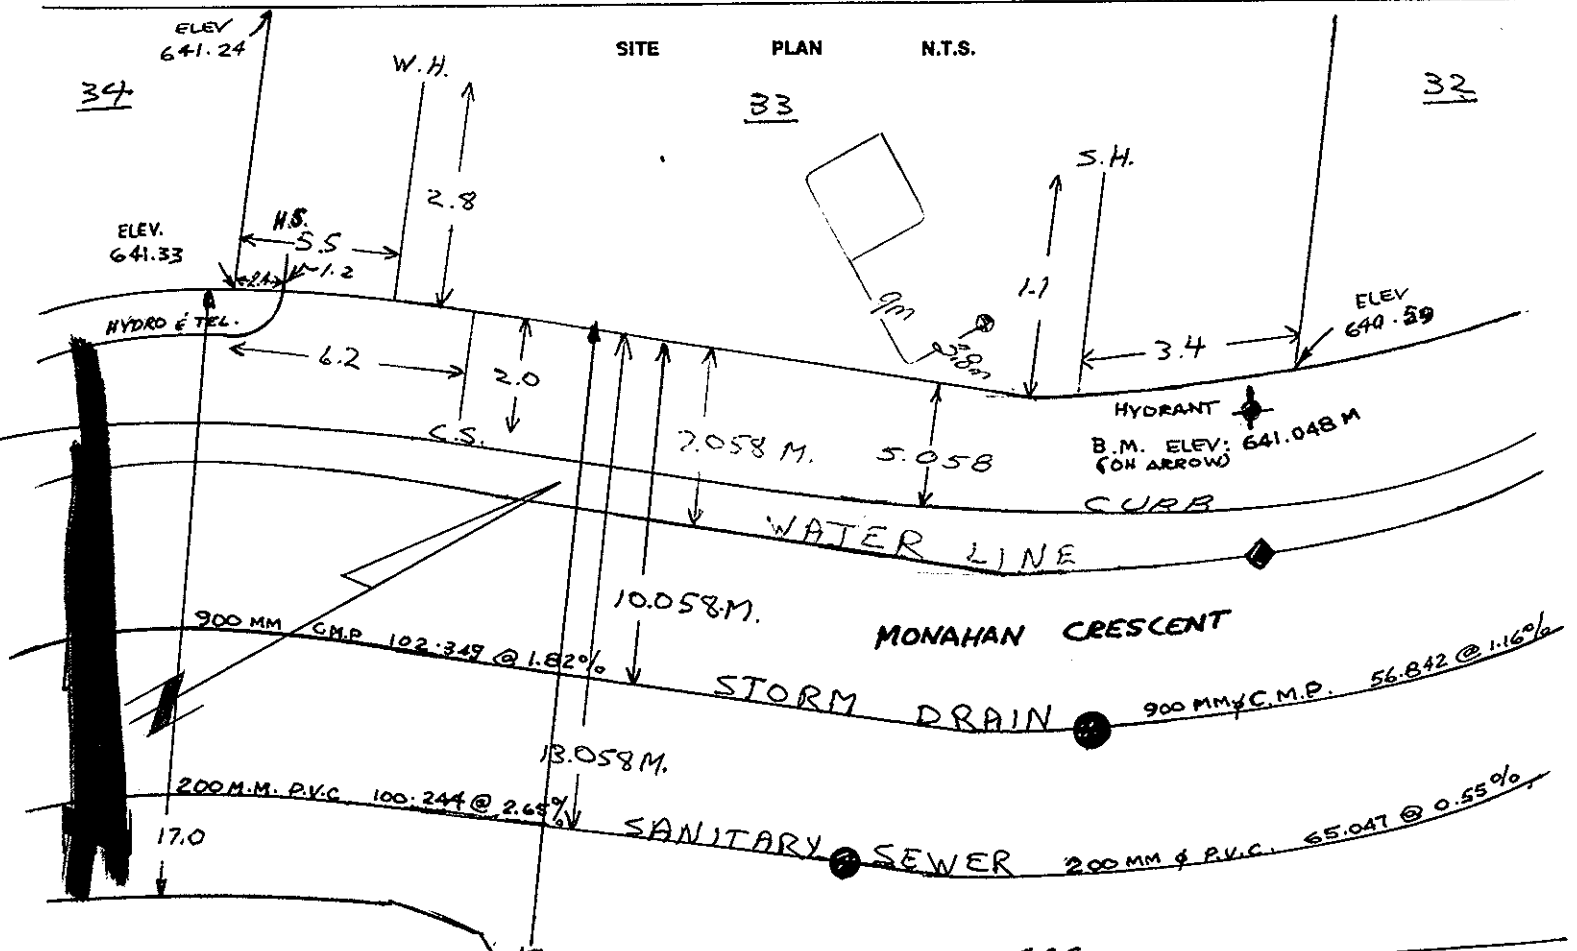 ELEV
641.24
SITE PLAN N.T.S.
W.H.
34
33
32
S.H.
2.8
ELEV.
641.33
H.S.
5.5
~1.2
1.1
9m
2.8m
ELEV
HYDRO & TEL.
6.2
2.0
3.4
HYDRANT
B.M. ELEV: 641.048 M
(ON ARROW)
C.S.
7.058 M.
5.058
CURB
WATER LINE
10.058 M.
MONAHAN CRESCENT
900 MM C.M.P 102.349 @ 1.82%
STORM DRAIN
900 MM ϕ C.M.P. 56.842 @ 1.16%
13.058 M.
200 M.M. P.V.C 100.244 @ 2.65%
SANITARY SEWER
200 MM ϕ P.V.C. 65.047 @ 0.55%
17.0